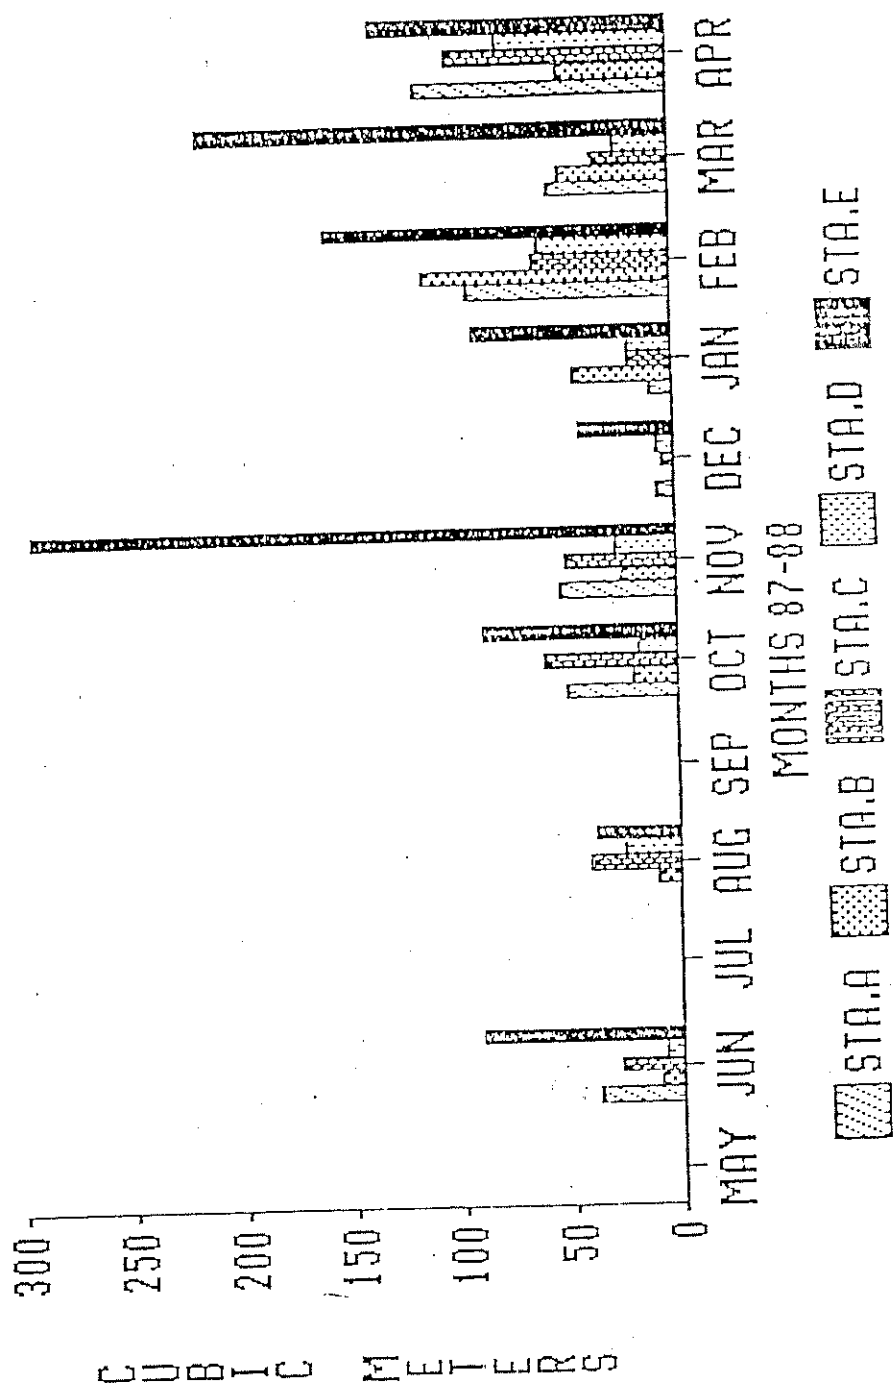 CUBIC METERS
300
250
200
150
100
50
0
MAY JUN JUL AUG SEP OCT NOV DEC JAN FEB MAR APR
MONTHS 87-88
STA.A STA.B STA.C STA.D STA.E